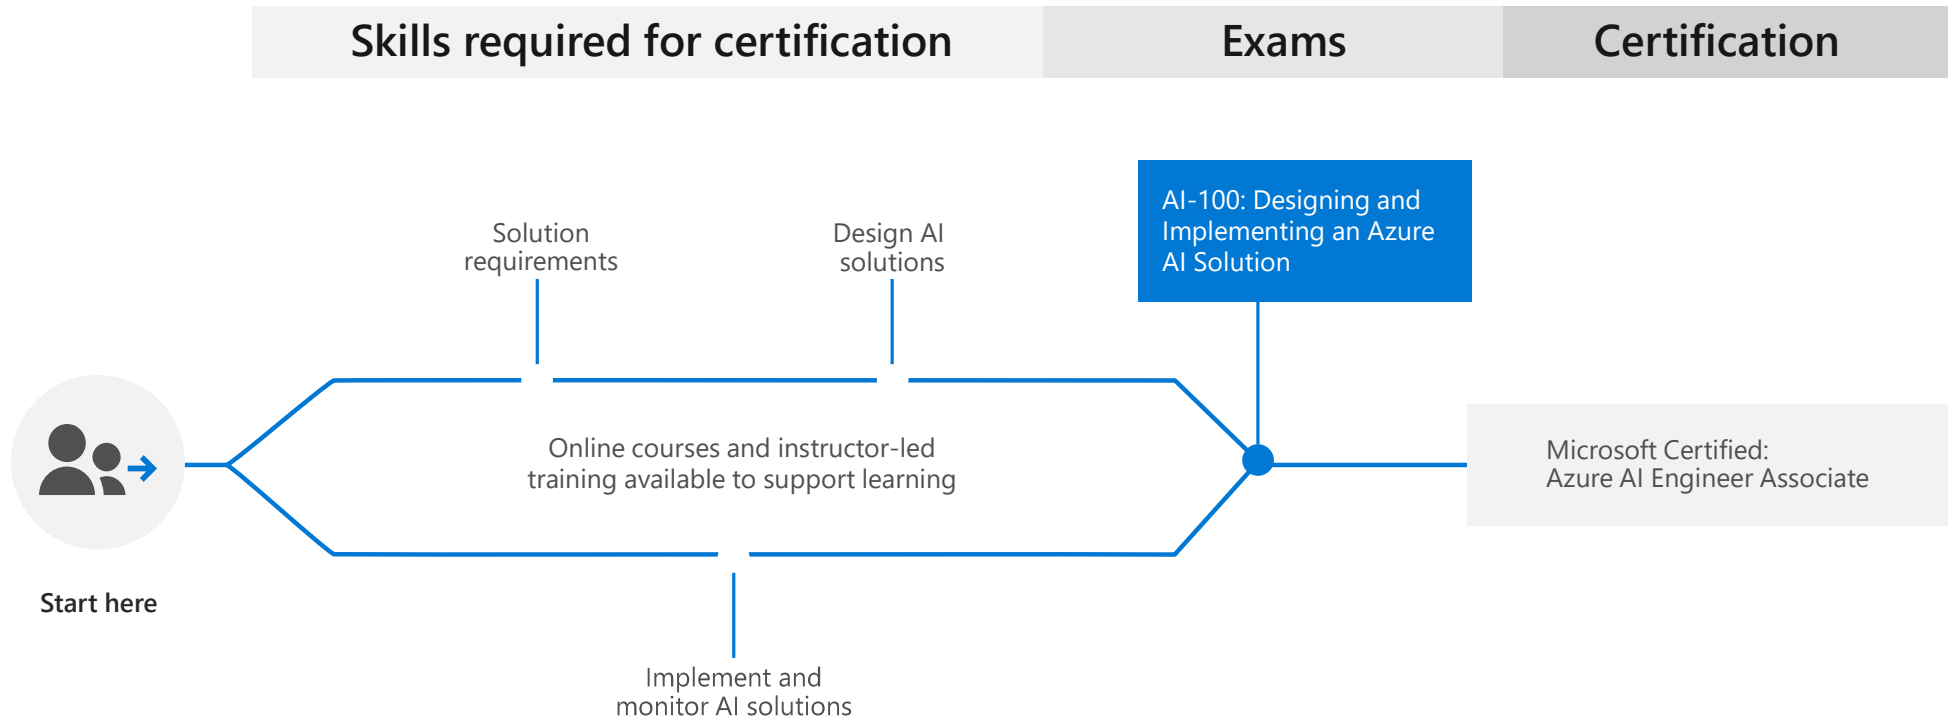 Skills required for certification
Exams
Certification
AI-100: Designing and
Implementing an Azure
AI Solution
Solution
requirements
Design AI
solutions
Online courses and instructor-led
training available to support learning
Microsoft Certified:
Azure AI Engineer Associate
Start here
Implement and
monitor AI solutions